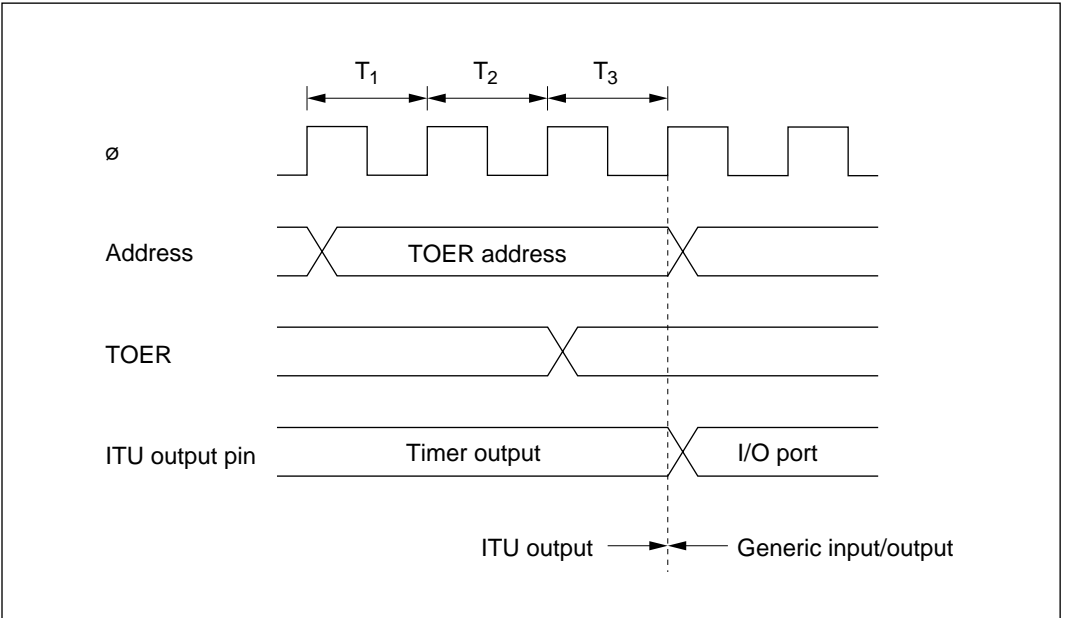 T1 T2 T3
ø
Address TOER address
TOER
ITU output pin Timer output I/O port
ITU output Generic input/output